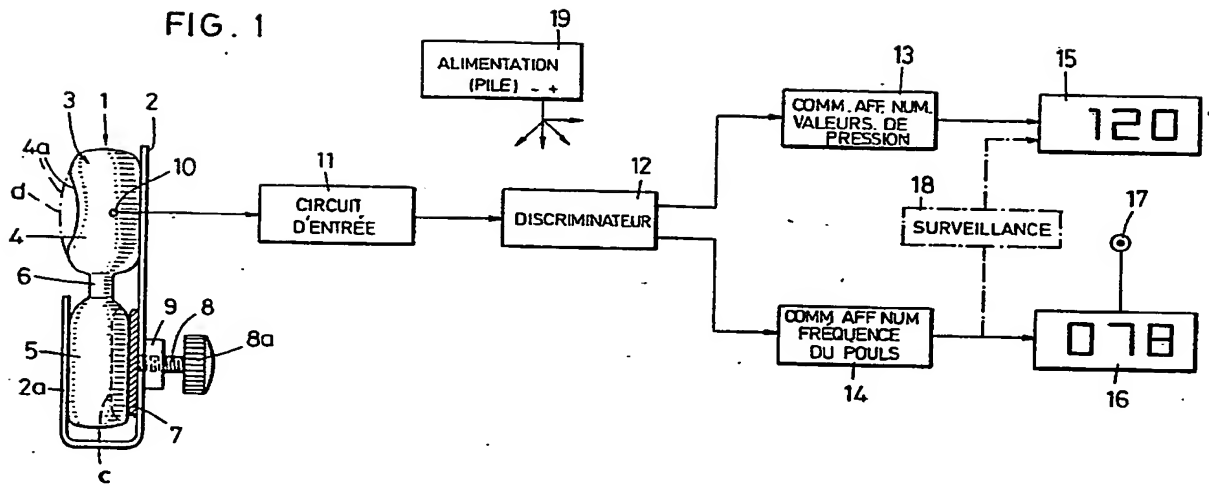 FIG. 1
19
ALIMENTATION
(PILE) - +
13
COMM. AFF. NUM.
VALEURS. DE
PRESSION
15
120
3
1
2
4a
d
10
4
11
CIRCUIT
D'ENTRÉE
12
DISCRIMINATEUR
18
SURVEILLANCE
17
6
9
8
8a
5
2a
7
c
COMM AFF NUM
FRÉQUENCE
DU POULS
14
078
16